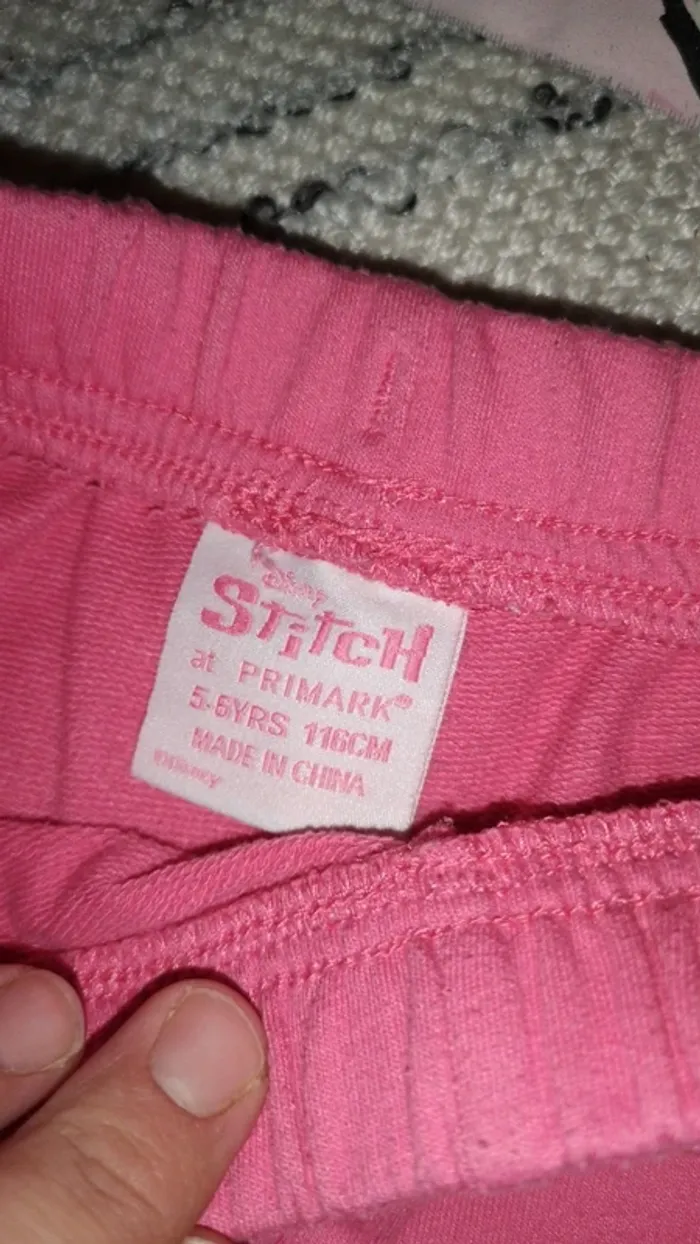 Disney
STiTCH
at PRIMARK®
5-6YRS 116CM
MADE IN CHINA
©DISNEY